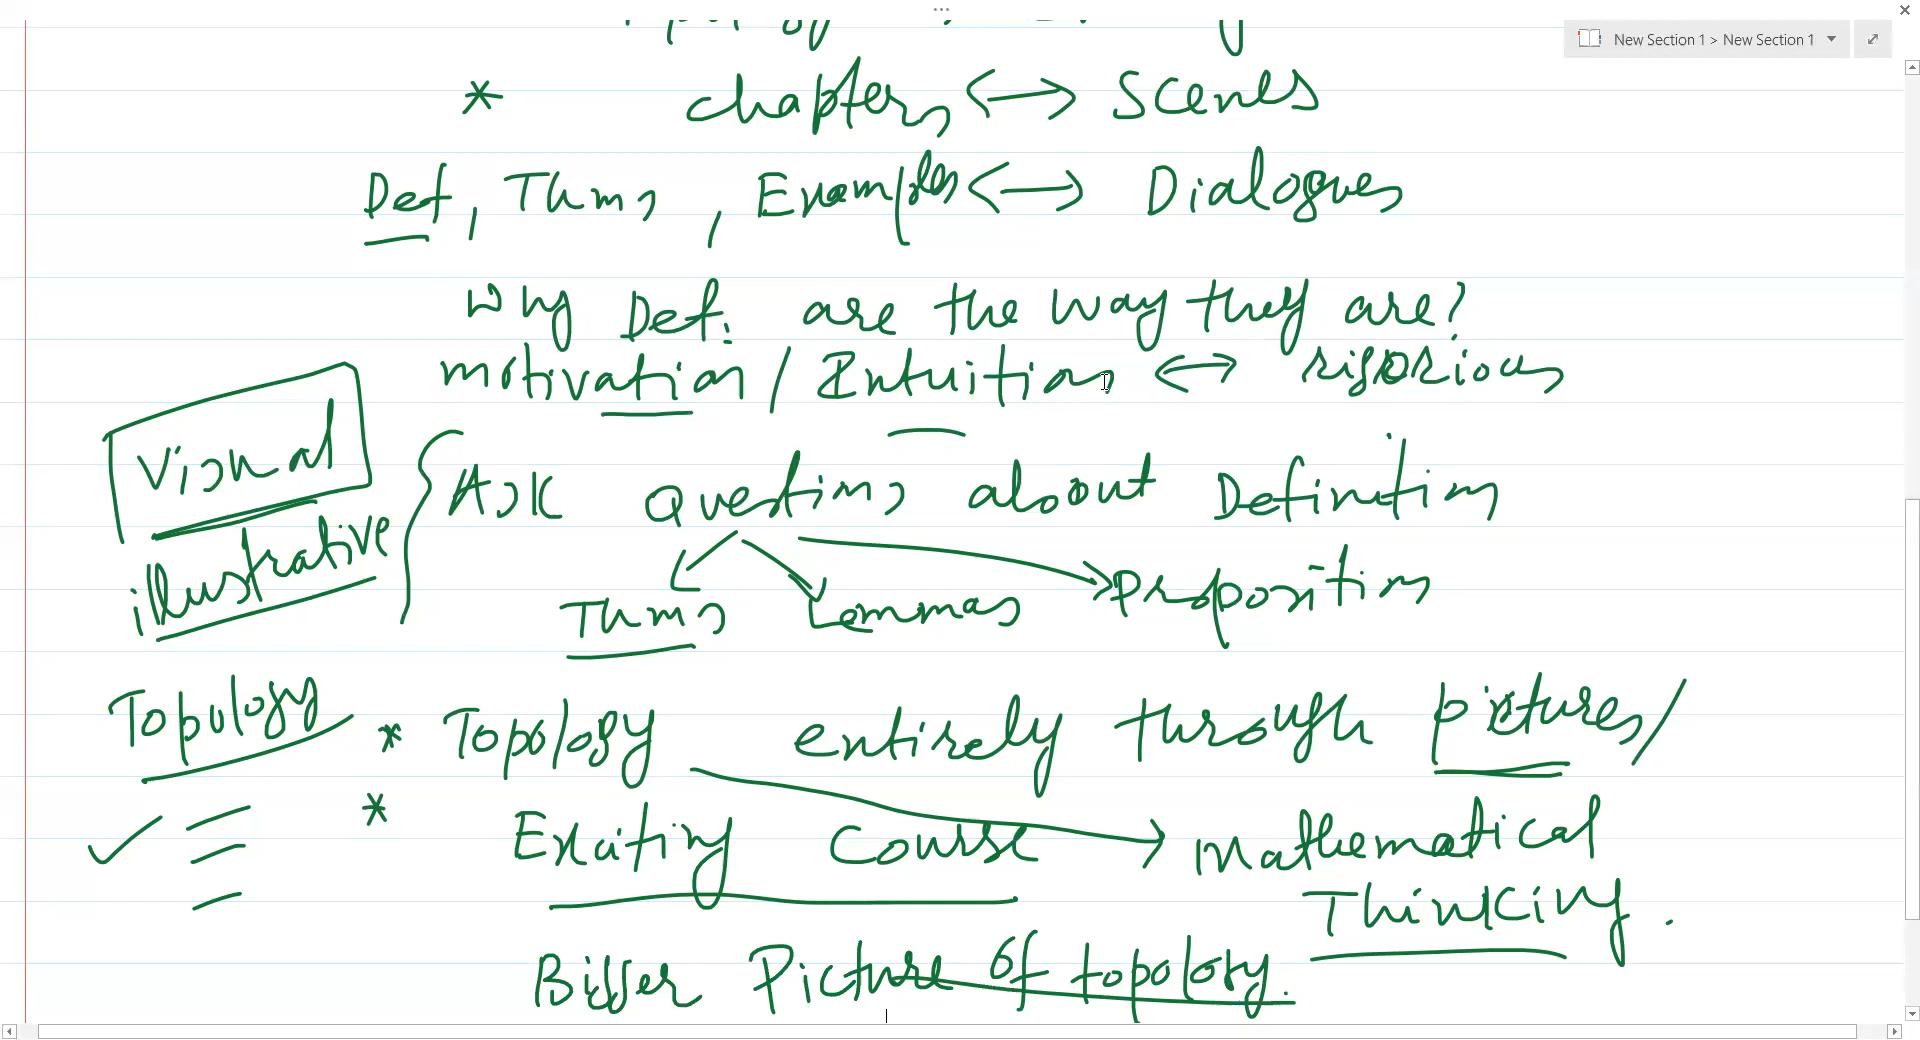 New Section 1 > New Section 1
* chapters <-> Scenes
Def, Thms, Examples <-> Dialogues
Why Def. are the way they are?
motivation / Intuition <-> rigorious
Visual
illustrative
Ask Questions about Definition
Thms Lemmas Proposition
Topology
* Topology entirely through pictures/
* Exciting Course -> Mathematical
Thinking.
Bigger Picture of topology.